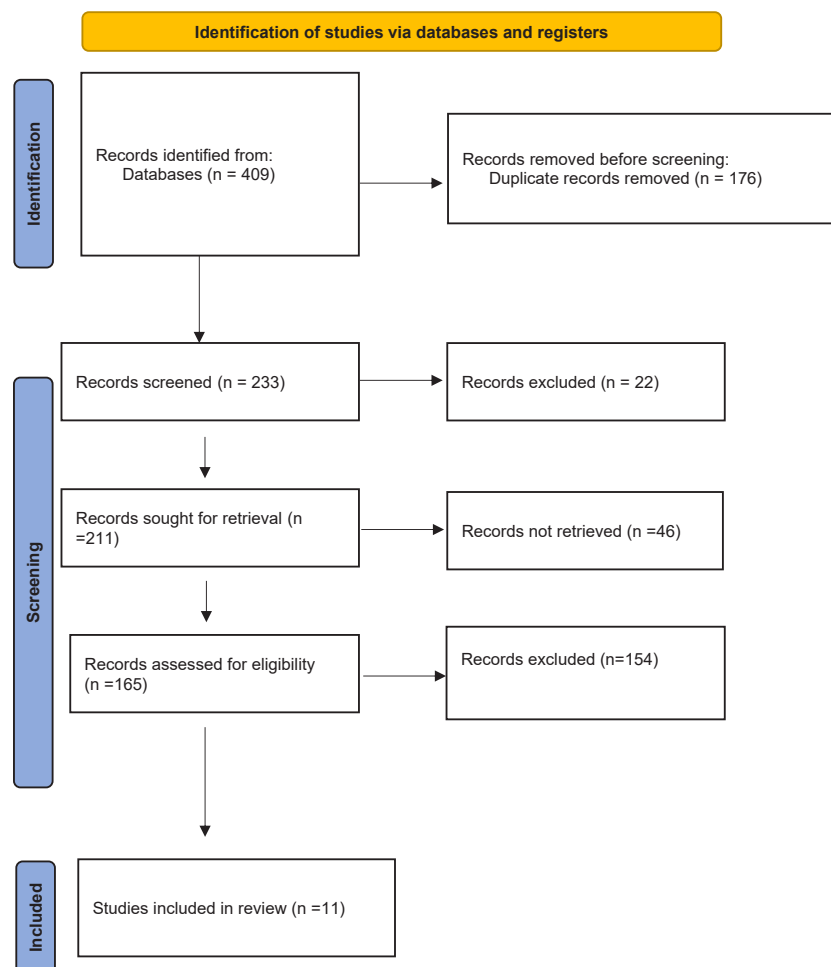 Identification of studies via databases and registers
Identification
Records identified from:
Databases (n = 409)
Records removed before screening:
Duplicate records removed (n = 176)
Screening
Records screened (n = 233)
Records excluded (n = 22)
Records sought for retrieval (n
=211)
Records not retrieved (n =46)
Records assessed for eligibility
(n =165)
Records excluded (n=154)
Included
Studies included in review (n =11)